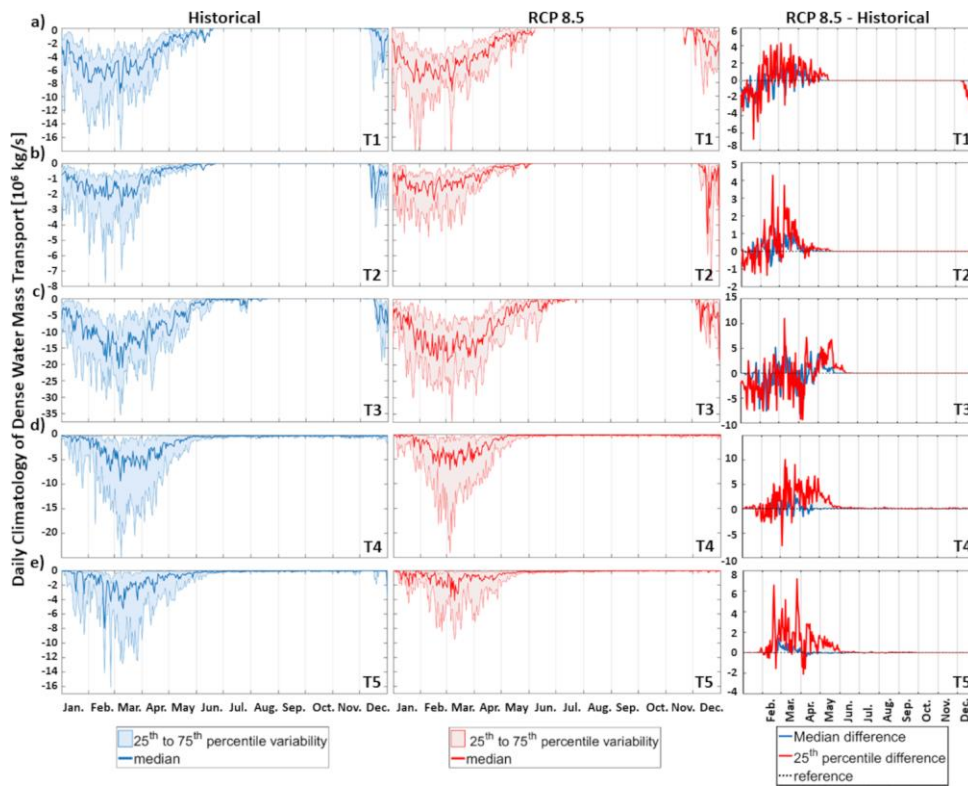 Historical
RCP 8.5
RCP 8.5 - Historical
Daily Climatology of Dense Water Mass Transport [10⁶ kg/s]
a)
0
-2
-4
-6
-8
-10
-12
-14
-16
-18
T1
T1
6
4
2
0
-2
-4
-6
-8
T1
b)
0
-1
-2
-3
-4
-5
-6
-7
-8
T2
T2
5
4
3
2
1
0
-1
-2
T2
c)
0
-5
-10
-15
-20
-25
-30
-35
T3
T3
15
10
5
0
-5
-10
T3
d)
0
-5
-10
-15
-20
T4
T4
10
5
0
-5
-10
T4
e)
0
-2
-4
-6
-8
-10
-12
-14
-16
T5
T5
8
6
4
2
0
-2
-4
T5
Jan. Feb. Mar. Apr. May Jun. Jul. Aug. Sep. Oct. Nov. Dec.
Jan. Feb. Mar. Apr. May Jun. Jul. Aug. Sep. Oct. Nov. Dec.
Feb. Mar. Apr. May Jun. Jul. Aug. Sep. Oct. Nov. Dec.
25th to 75th percentile variability
median
25th to 75th percentile variability
median
Median difference
25th percentile difference
reference